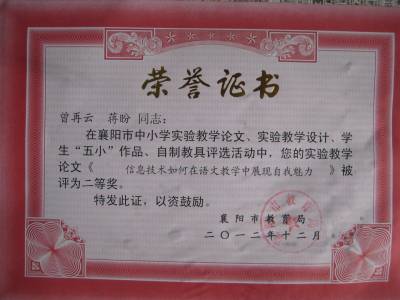 荣誉证书
曾再云 蒋盼 同志：
在襄阳市中小学实验教学论文、实验教学设计、学
生“五小”作品、自制教具评选活动中，您的实验教学
论文《 信息技术如何在语文教学中展现自我魅力 》被
评为二等奖。
特发此证，以资鼓励。
襄阳市教育局
二〇一二年十二月